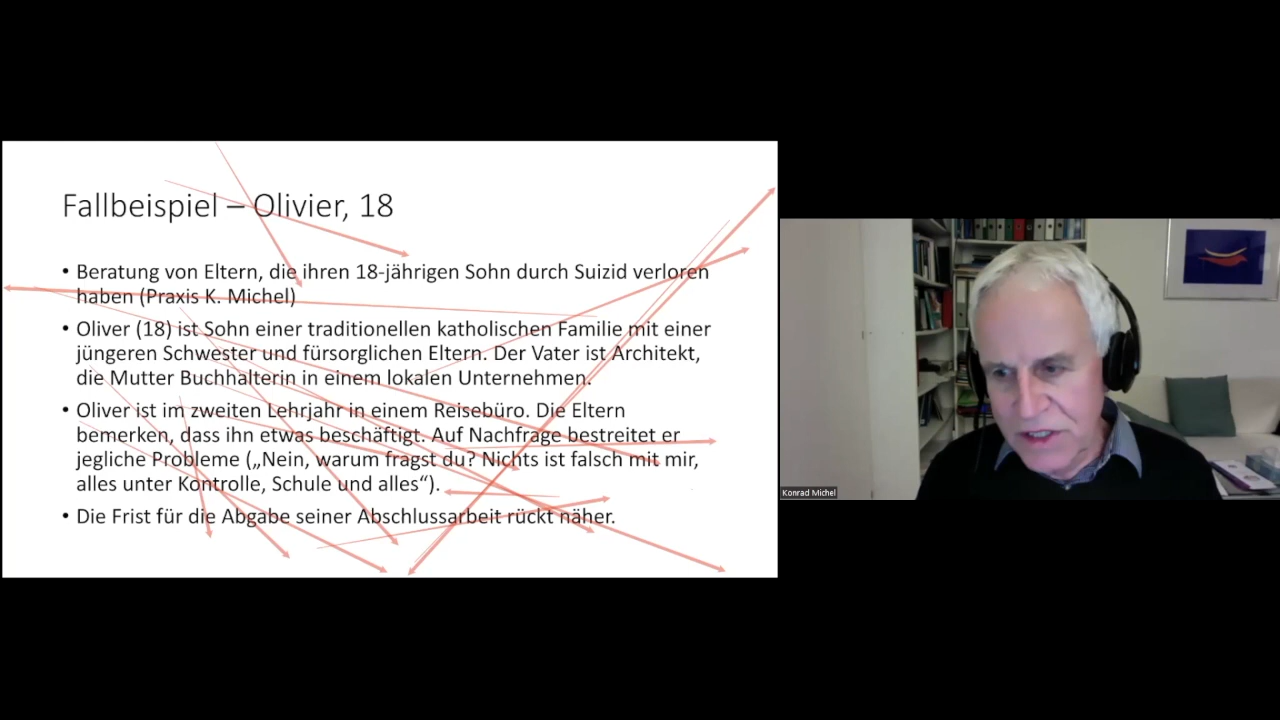 Fallbeispiel – Olivier, 18
• Beratung von Eltern, die ihren 18-jährigen Sohn durch Suizid verloren
haben (Praxis K. Michel)
• Oliver (18) ist Sohn einer traditionellen katholischen Familie mit einer
jüngeren Schwester und fürsorglichen Eltern. Der Vater ist Architekt,
die Mutter Buchhalterin in einem lokalen Unternehmen.
• Oliver ist im zweiten Lehrjahr in einem Reisebüro. Die Eltern
bemerken, dass ihn etwas beschäftigt. Auf Nachfrage bestreitet er
jegliche Probleme („Nein, warum fragst du? Nichts ist falsch mit mir,
alles unter Kontrolle, Schule und alles“).
• Die Frist für die Abgabe seiner Abschlussarbeit rückt näher.
Konrad Michel